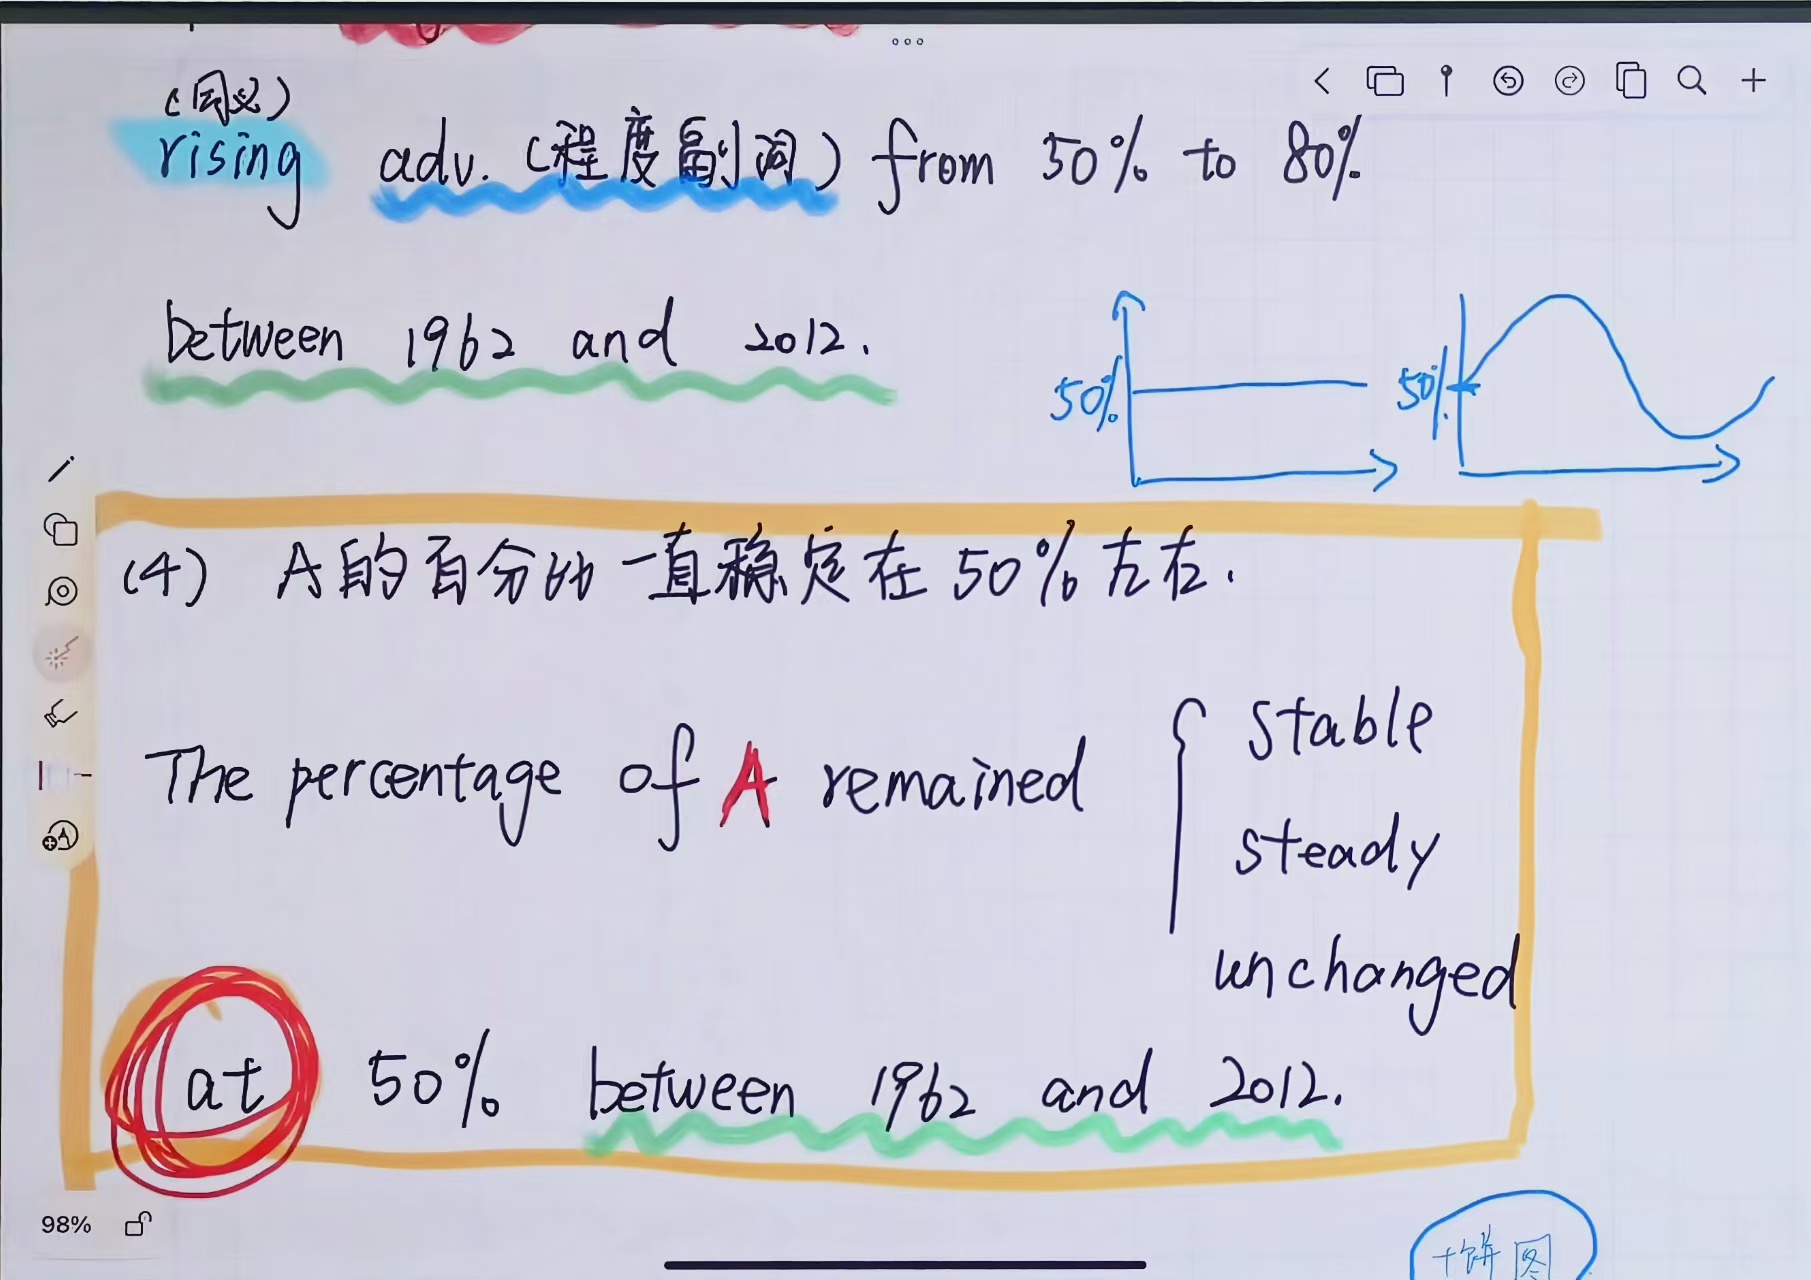 (同义)
rising adv. (程度副词) from 50% to 80%
between 1962 and 2012.
50%
50%
(4) A的百分比一直稳定在50%左右.
The percentage of A remained
stable
steady
unchanged
at 50% between 1962 and 2012.
98%
饼图